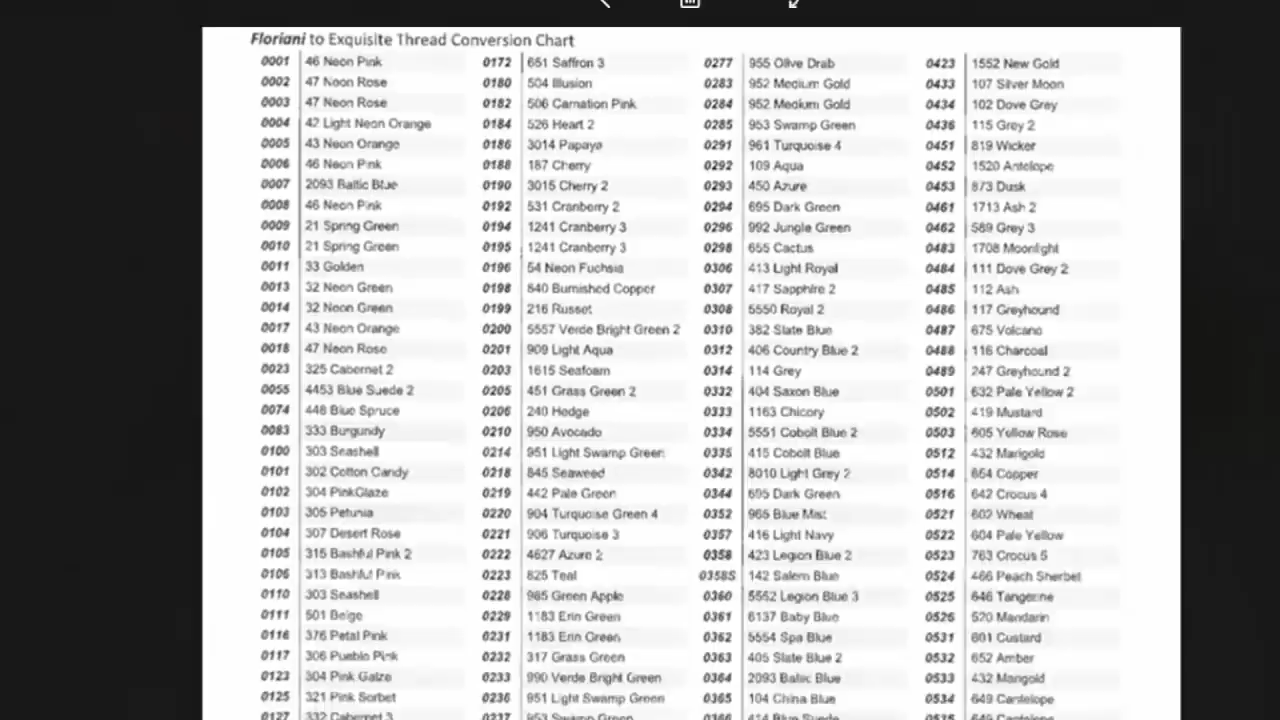 Floriani to Exquisite Thread Conversion Chart
0001 46 Neon Pink 0172 651 Saffron 3 0277 955 Olive Drab 0423 1552 New Gold
0002 47 Neon Rose 0180 504 Illusion 0283 952 Medium Gold 0433 107 Silver Moon
0003 47 Neon Rose 0182 506 Carnation Pink 0284 952 Medium Gold 0434 102 Dove Grey
0004 42 Light Neon Orange 0184 526 Heart 2 0285 953 Swamp Green 0436 115 Grey 2
0005 43 Neon Orange 0186 3014 Papaya 0291 961 Turquoise 4 0451 819 Wicker
0006 46 Neon Pink 0188 187 Cherry 0292 109 Aqua 0452 1520 Antelope
0007 2093 Baltic Blue 0190 3015 Cherry 2 0293 450 Azure 0453 873 Dusk
0008 46 Neon Pink 0192 531 Cranberry 2 0294 695 Dark Green 0461 1713 Ash 2
0009 21 Spring Green 0194 1241 Cranberry 3 0296 992 Jungle Green 0462 589 Grey 3
0010 21 Spring Green 0195 1241 Cranberry 3 0298 655 Cactus 0483 1708 Moonlight
0011 33 Golden 0196 54 Neon Fuchsia 0306 413 Light Royal 0484 111 Dove Grey 2
0013 32 Neon Green 0198 840 Burnished Copper 0307 417 Sapphire 2 0485 112 Ash
0014 32 Neon Green 0199 216 Russet 0308 5550 Royal 2 0486 117 Greyhound
0017 43 Neon Orange 0200 5557 Verde Bright Green 2 0310 382 Slate Blue 0487 675 Volcano
0018 47 Neon Rose 0201 909 Light Aqua 0312 406 Country Blue 2 0488 116 Charcoal
0023 325 Cabernet 2 0203 1615 Seafoam 0314 114 Grey 0489 247 Greyhound 2
0055 4453 Blue Suede 2 0205 451 Grass Green 2 0332 404 Saxon Blue 0501 632 Pale Yellow 2
0074 448 Blue Spruce 0206 240 Hedge 0333 1163 Chicory 0502 419 Mustard
0083 333 Burgundy 0210 950 Avocado 0334 5551 Cobolt Blue 2 0503 605 Yellow Rose
0100 303 Seashell 0214 951 Light Swamp Green 0335 415 Cobolt Blue 0512 432 Marigold
0101 302 Cotton Candy 0218 845 Seaweed 0342 8010 Light Grey 2 0514 654 Copper
0102 304 PinkGlaze 0219 442 Pale Green 0344 695 Dark Green 0516 642 Crocus 4
0103 305 Petunia 0220 904 Turquoise Green 4 0352 965 Blue Mist 0521 602 Wheat
0104 307 Desert Rose 0221 906 Turquoise 3 0357 416 Light Navy 0522 604 Pale Yellow
0105 315 Bashful Pink 2 0222 4627 Azure 2 0358 423 Legion Blue 2 0523 763 Crocus 5
0106 313 Bashful Pink 0223 825 Teal 0358S 142 Salem Blue 0524 466 Peach Sherbet
0110 303 Seashell 0228 985 Green Apple 0360 5552 Legion Blue 3 0525 646 Tangerine
0111 501 Beige 0229 1183 Erin Green 0361 6137 Baby Blue 0526 520 Mandarin
0116 376 Petal Pink 0231 1183 Erin Green 0362 5554 Spa Blue 0531 601 Custard
0117 306 Pueblo Pink 0232 317 Grass Green 0363 405 Slate Blue 2 0532 652 Amber
0123 304 Pink Galze 0233 990 Verde Bright Green 0364 2093 Baltic Blue 0533 432 Marigold
0125 321 Pink Sorbet 0236 951 Light Swamp Green 0365 104 China Blue 0534 649 Cantelope
0127 332 Cabernet 3 0237 953 Swamp Green 0366 414 Blue Suede 0535 Cantelope